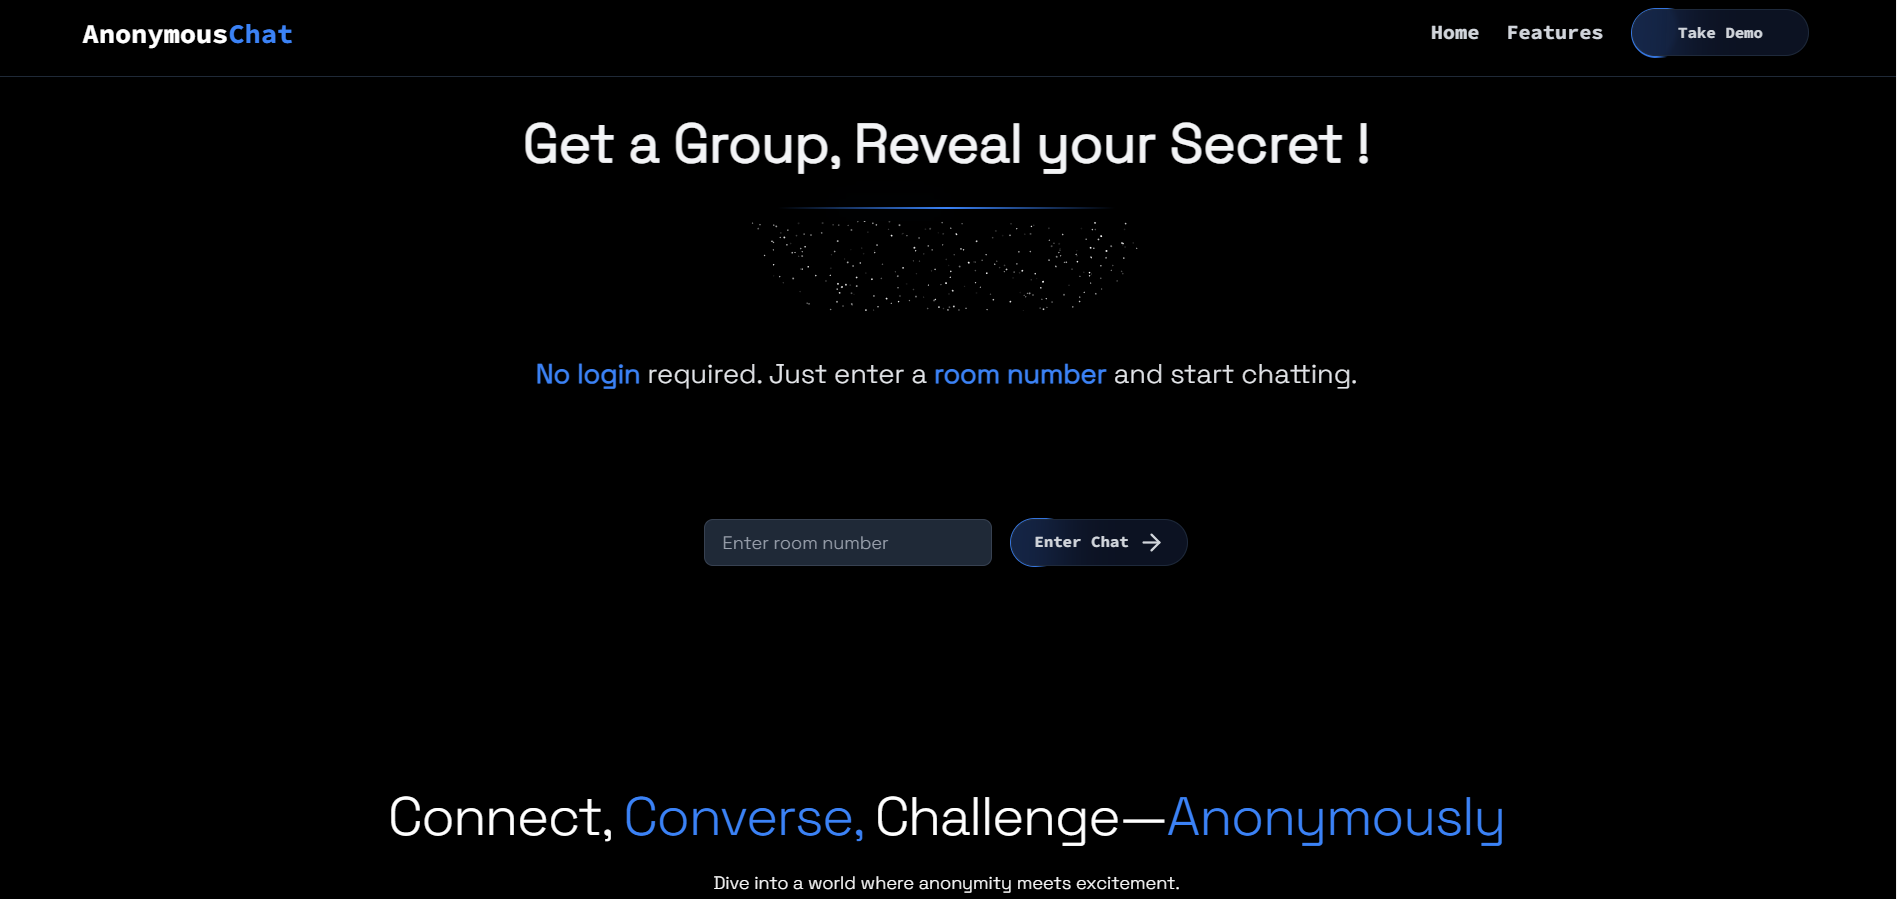 AnonymousChat
Home
Features
Take Demo
Get a Group, Reveal your Secret !
No login required. Just enter a room number and start chatting.
Enter room number
Enter Chat →
Connect, Converse, Challenge—Anonymously
Dive into a world where anonymity meets excitement.